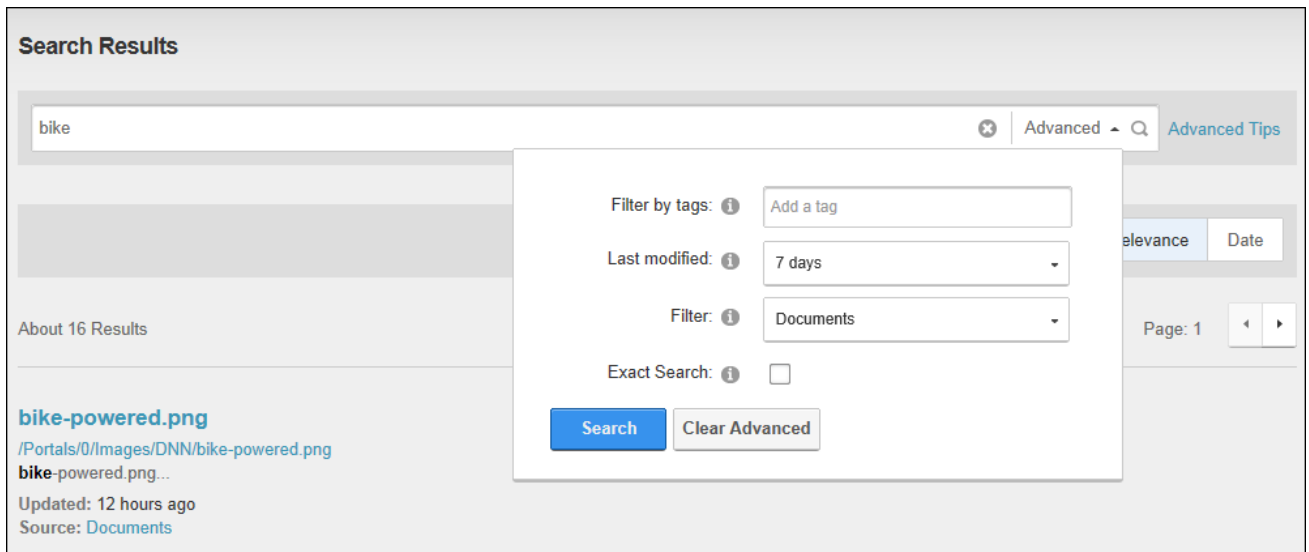 Search Results
bike
Advanced
Advanced Tips
Filter by tags:
Add a tag
Last modified:
7 days
elevance
Date
Filter:
Documents
About 16 Results
Page: 1
Exact Search:
Search
Clear Advanced
bike-powered.png
/Portals/0/Images/DNN/bike-powered.png
bike-powered.png...
Updated: 12 hours ago
Source: Documents